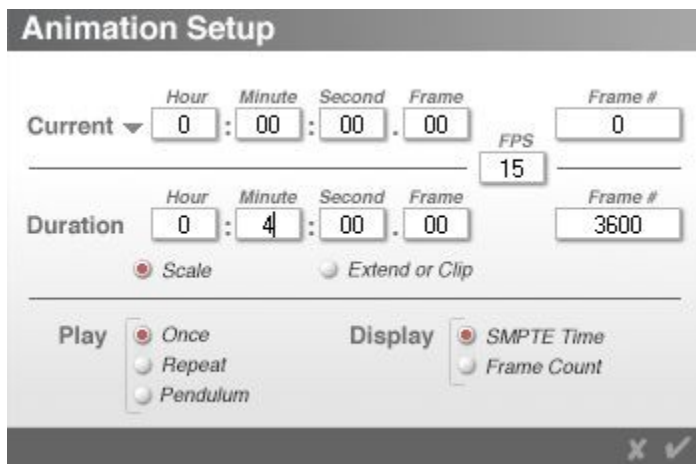 Animation Setup
Hour Minute Second Frame Frame #
Current 0 : 00 : 00 . 00 0
FPS
15
Hour Minute Second Frame Frame #
Duration 0 : 4 : 00 . 00 3600
Scale Extend or Clip
Play Once Display SMPTE Time
Repeat Frame Count
Pendulum